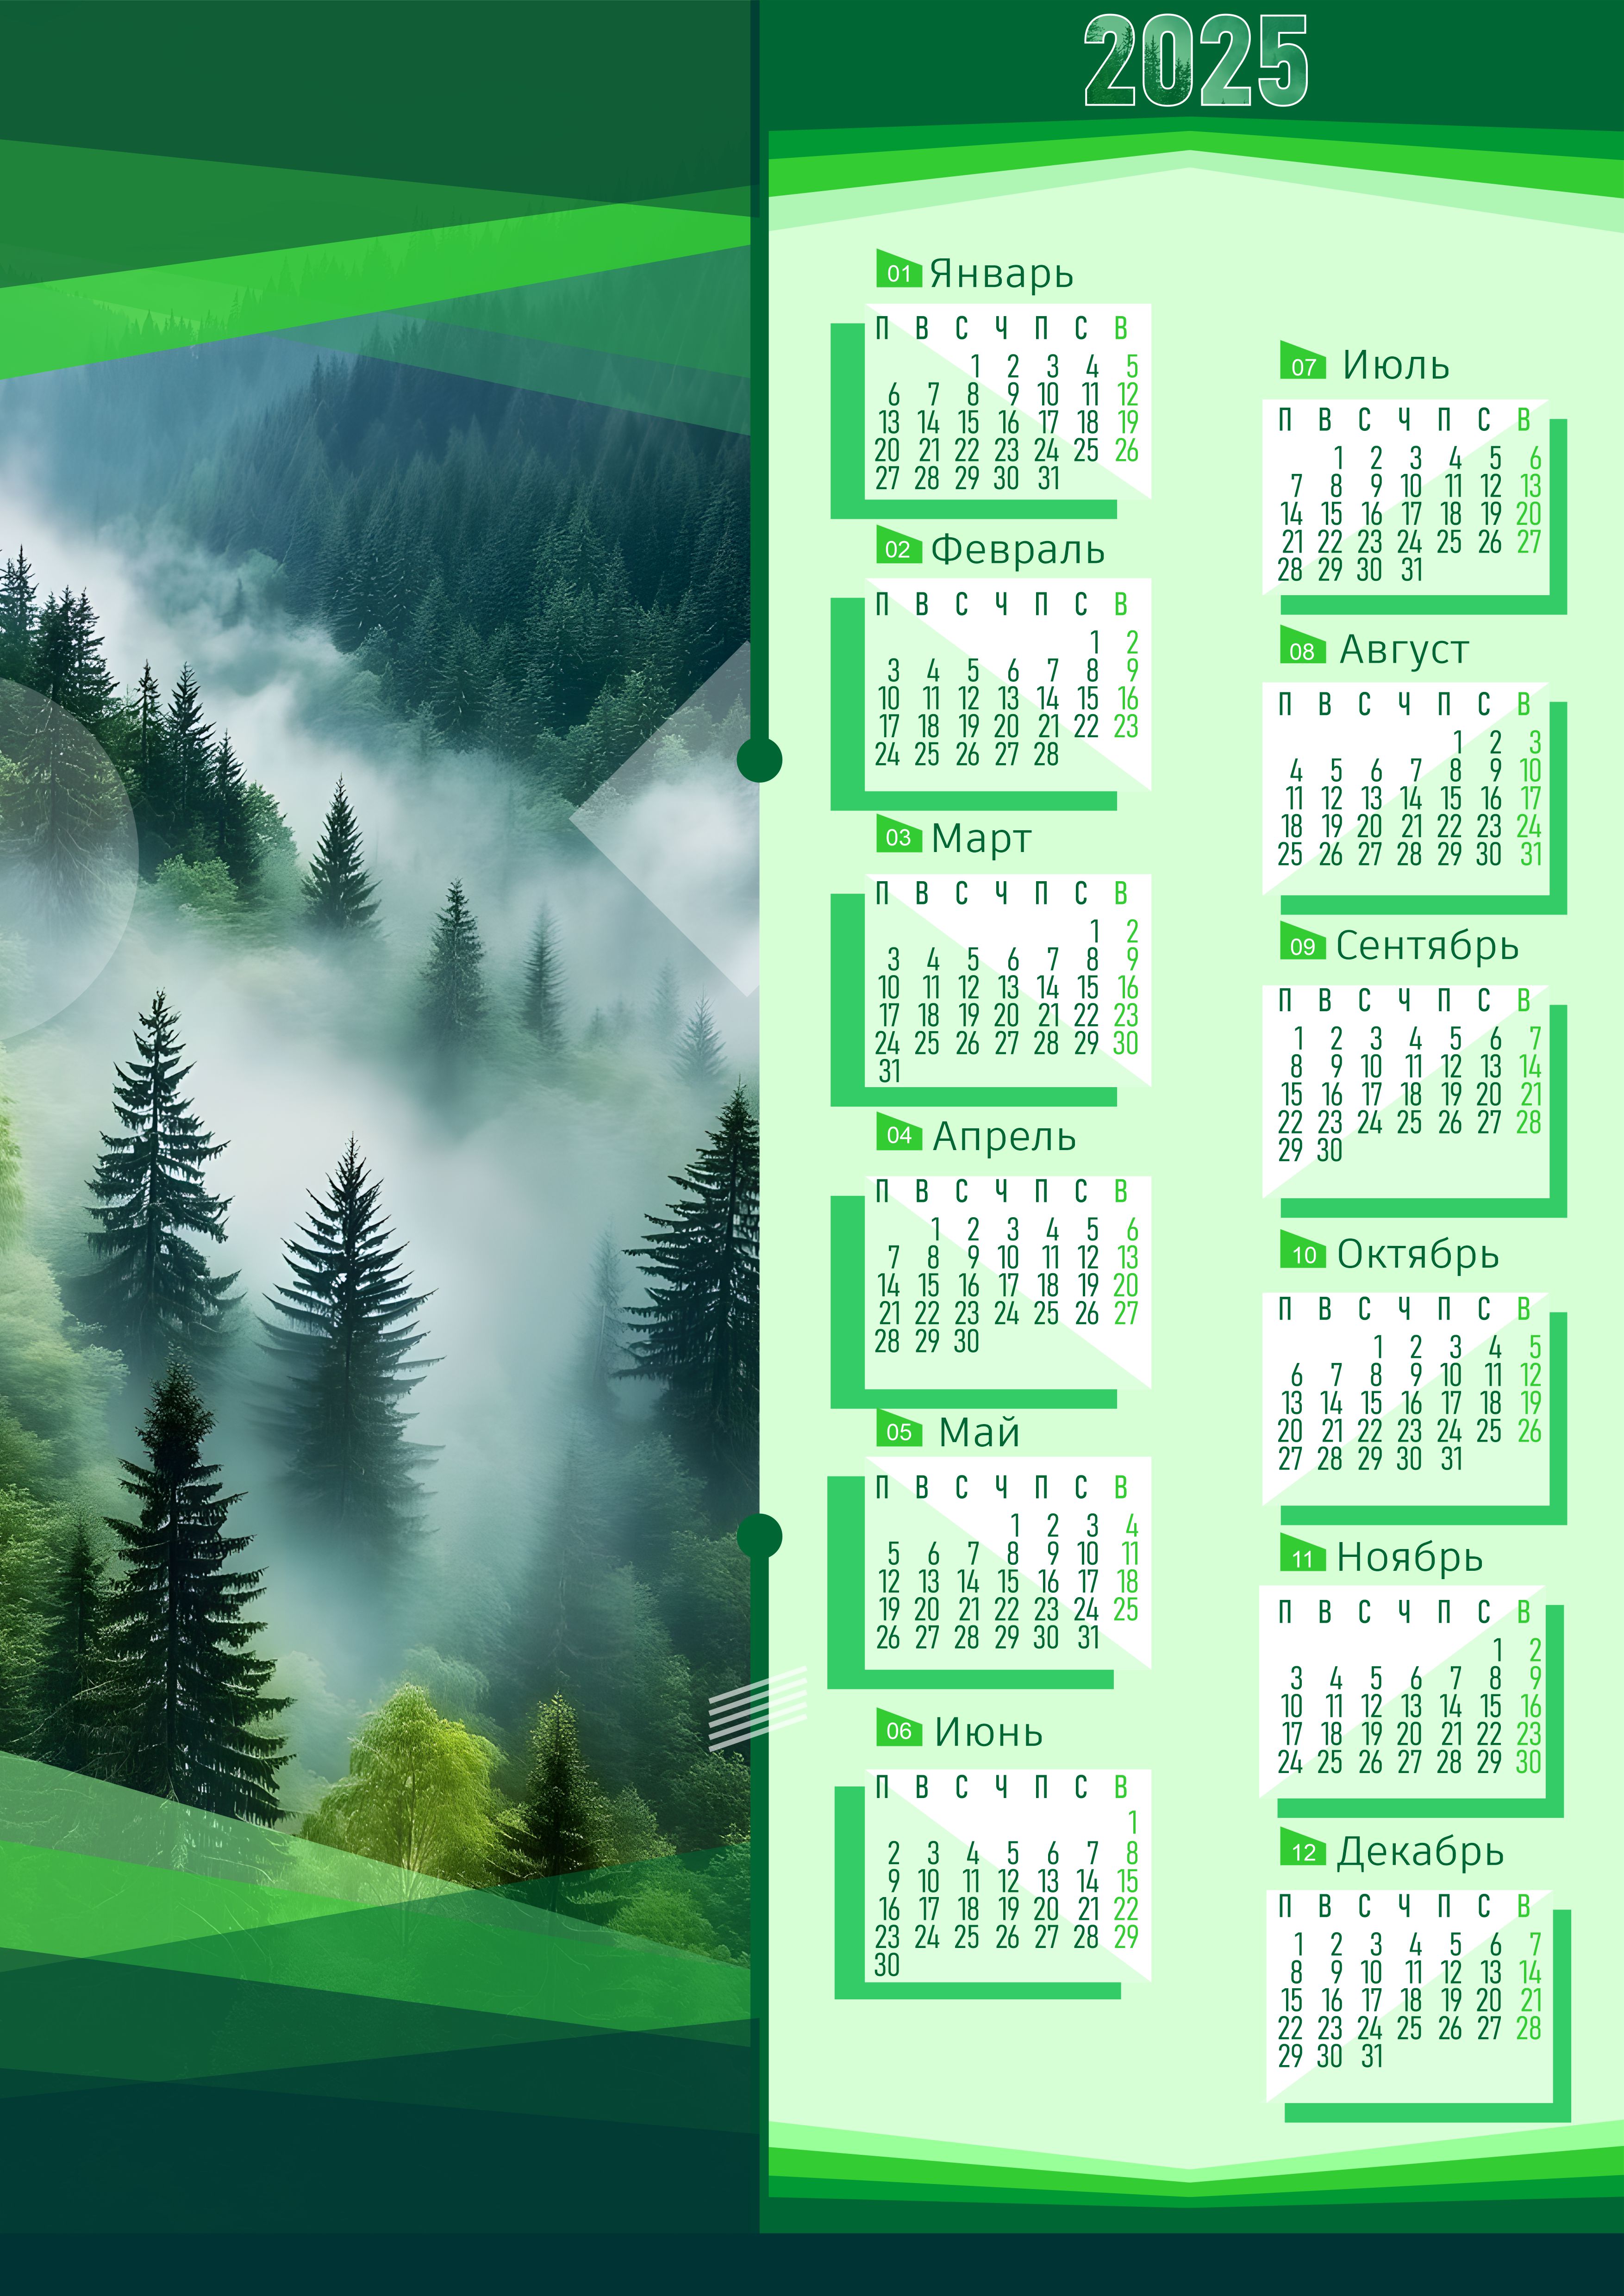 2025
01 Январь
П В С Ч П С В
1 2 3 4 5
6 7 8 9 10 11 12
13 14 15 16 17 18 19
20 21 22 23 24 25 26
27 28 29 30 31
02 Февраль
П В С Ч П С В
1 2
3 4 5 6 7 8 9
10 11 12 13 14 15 16
17 18 19 20 21 22 23
24 25 26 27 28
03 Март
П В С Ч П С В
1 2
3 4 5 6 7 8 9
10 11 12 13 14 15 16
17 18 19 20 21 22 23
24 25 26 27 28 29 30
31
04 Апрель
П В С Ч П С В
1 2 3 4 5 6
7 8 9 10 11 12 13
14 15 16 17 18 19 20
21 22 23 24 25 26 27
28 29 30
05 Май
П В С Ч П С В
1 2 3 4
5 6 7 8 9 10 11
12 13 14 15 16 17 18
19 20 21 22 23 24 25
26 27 28 29 30 31
06 Июнь
П В С Ч П С В
1
2 3 4 5 6 7 8
9 10 11 12 13 14 15
16 17 18 19 20 21 22
23 24 25 26 27 28 29
30
07 Июль
П В С Ч П С В
1 2 3 4 5 6
7 8 9 10 11 12 13
14 15 16 17 18 19 20
21 22 23 24 25 26 27
28 29 30 31
08 Август
П В С Ч П С В
1 2 3
4 5 6 7 8 9 10
11 12 13 14 15 16 17
18 19 20 21 22 23 24
25 26 27 28 29 30 31
09 Сентябрь
П В С Ч П С В
1 2 3 4 5 6 7
8 9 10 11 12 13 14
15 16 17 18 19 20 21
22 23 24 25 26 27 28
29 30
10 Октябрь
П В С Ч П С В
1 2 3 4 5
6 7 8 9 10 11 12
13 14 15 16 17 18 19
20 21 22 23 24 25 26
27 28 29 30 31
11 Ноябрь
П В С Ч П С В
1 2
3 4 5 6 7 8 9
10 11 12 13 14 15 16
17 18 19 20 21 22 23
24 25 26 27 28 29 30
12 Декабрь
П В С Ч П С В
1 2 3 4 5 6 7
8 9 10 11 12 13 14
15 16 17 18 19 20 21
22 23 24 25 26 27 28
29 30 31